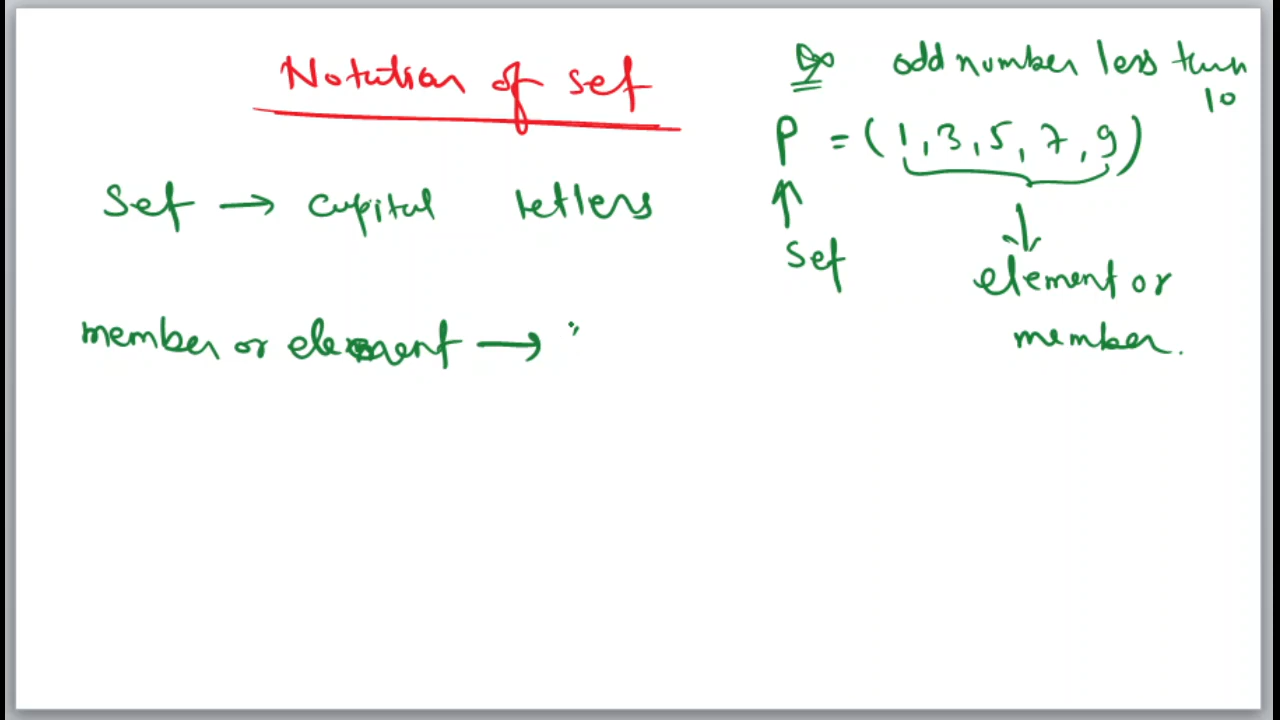 Notation of set
Set → capital letters
member or element →
odd number less than
10
P = (1, 3, 5, 7, 9)
set
element or
member.